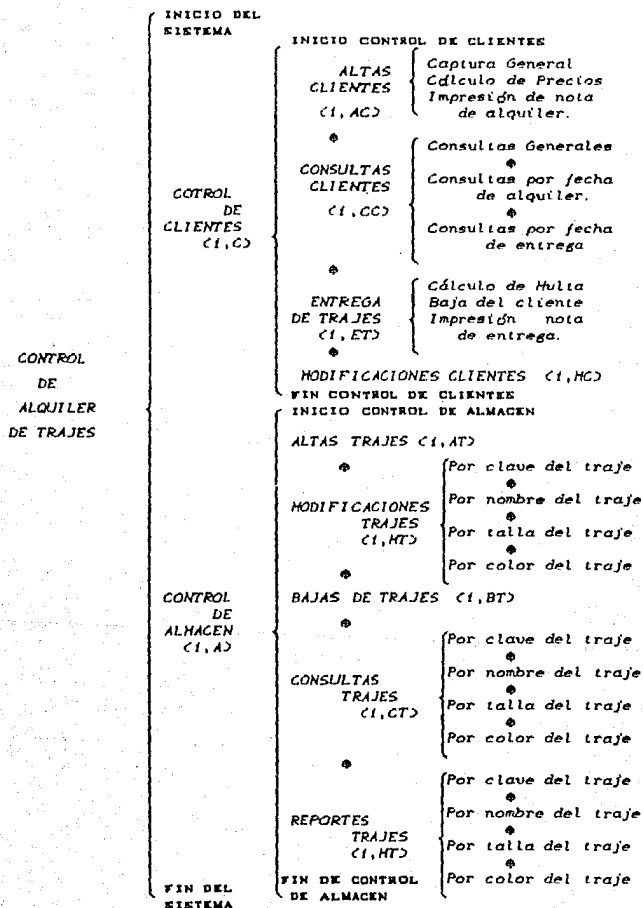 INICIO DEL
SISTEMA
INICIO CONTROL DE CLIENTES
ALTAS
CLIENTES
(1,AC)
Captura General
Cálculo de Precios
Impresión de nota
de alquiler.
⊕
CONSULTAS
CLIENTES
(1,CC)
Consultas Generales
⊕
Consultas por fecha
de alquiler.
⊕
Consultas por fecha
de entrega
COTROL
DE
CLIENTES
(1,C)
⊕
ENTREGA
DE TRAJES
(1,ET)
Cálculo de Multa
Baja del cliente
Impresión nota
de entrega.
⊕
MODIFICACIONES CLIENTES (1,MC)
FIN CONTROL DE CLIENTES
CONTROL
DE
ALQUILER
DE TRAJES
INICIO CONTROL DE ALMACEN
ALTAS TRAJES (1,AT)
⊕
MODIFICACIONES
TRAJES
(1,MT)
Por clave del traje
⊕
Por nombre del traje
⊕
Por talla del traje
⊕
Por color del traje
⊕
CONTROL
DE
ALMACEN
(1,A)
BAJAS DE TRAJES (1,BT)
⊕
CONSULTAS
TRAJES
(1,CT)
Por clave del traje
⊕
Por nombre del traje
⊕
Por talla del traje
⊕
Por color del traje
⊕
REPORTES
TRAJES
(1,MT)
Por clave del traje
⊕
Por nombre del traje
⊕
Por talla del traje
⊕
Por color del traje
FIN DE CONTROL
DE ALMACEN
FIN DEL
SISTEMA